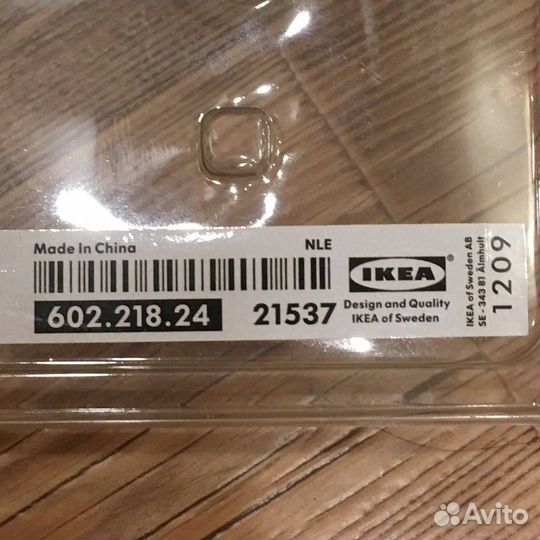 Made In China
NLE
602.218.24
21537
IKEA®
Design and Quality
IKEA of Sweden
IKEA of Sweden AB
SE - 343 81 Älmhult
1209
Avito